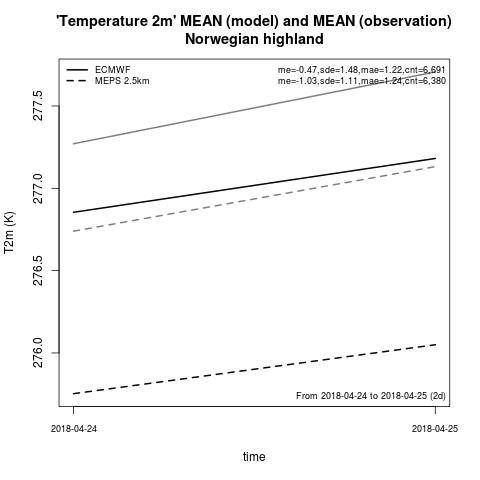 'Temperature 2m' MEAN (model) and MEAN (observation)
Norwegian highland
ECMWF me=-0.47,sde=1.48,mae=1.22,cnt=6,691
MEPS 2.5km me=-1.03,sde=1.11,mae=1.24,cnt=6,380
277.5
277.0
276.5
276.0
T2m (K)
From 2018-04-24 to 2018-04-25 (2d)
2018-04-24 2018-04-25
time